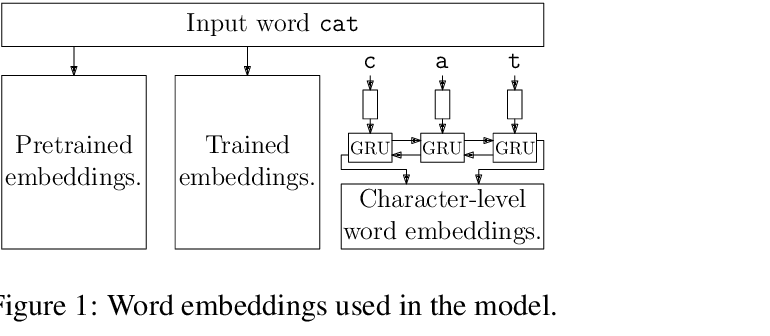 Input word cat
c a t
Pretrained embeddings.
Trained embeddings.
GRU GRU GRU
Character-level
word embeddings.
Figure 1: Word embeddings used in the model.